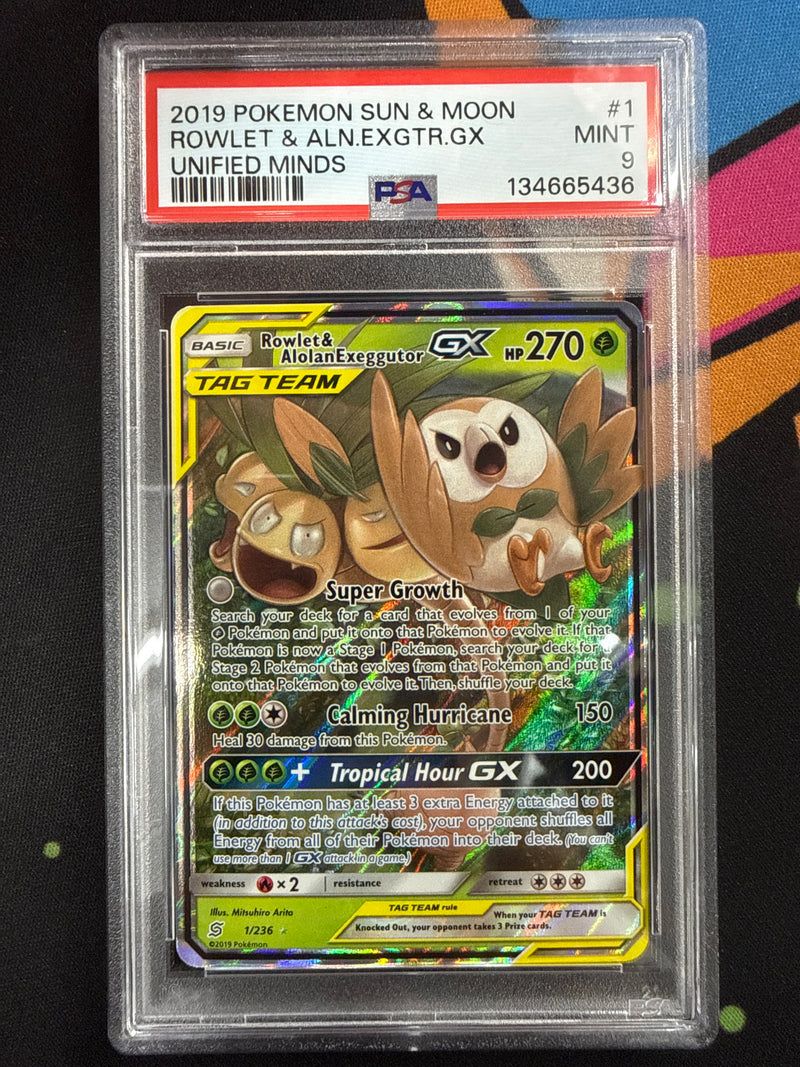 2019 POKEMON SUN & MOON #1
ROWLET & ALN.EXGTR.GX MINT
UNIFIED MINDS 9
PSA 134665436
BASIC Rowlet& AlolanExeggutor GX HP270
TAG TEAM
Super Growth
Search your deck for a card that evolves from 1 of your
Pokémon and put it onto that Pokémon to evolve it. If that
Pokémon is now a Stage 1 Pokémon, search your deck for a
Stage 2 Pokémon that evolves from that Pokémon and put it
onto that Pokémon to evolve it. Then, shuffle your deck.
Calming Hurricane 150
Heal 30 damage from this Pokémon.
+ Tropical Hour GX 200
If this Pokémon has at least 3 extra Energy attached to it
(in addition to this attack's cost), your opponent shuffles all
Energy from all of their Pokémon into their deck. (You can't
use more than 1 GX attack in a game.)
weakness ×2 resistance retreat
Illus. Mitsuhiro Arita
1/236
©2019 Pokémon
TAG TEAM rule
When your TAG TEAM is
Knocked Out, your opponent takes 3 Prize cards.
PSA